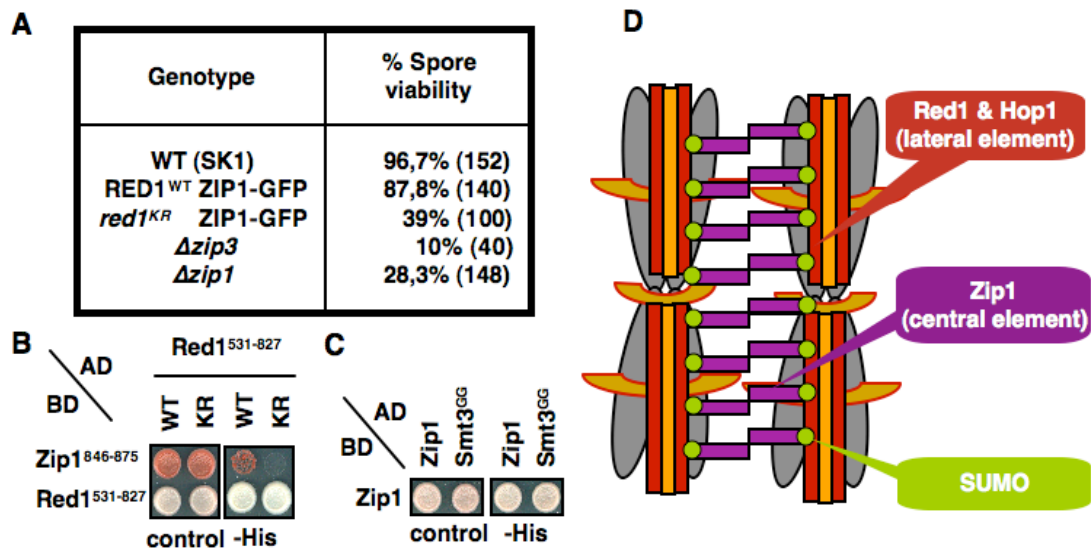 A
Genotype
% Spore
viability
WT (SK1) 96,7% (152)
RED1WT ZIP1-GFP 87,8% (140)
red1KR ZIP1-GFP 39% (100)
Δzip3 10% (40)
Δzip1 28,3% (148)
B
AD
BD
Red1531-827
WT KR WT KR
Zip1846-875
Red1531-827
control -His
C
AD
BD
Zip1 Smt3GG Zip1 Smt3GG
Zip1
control -His
D
Red1 & Hop1
(lateral element)
Zip1
(central element)
SUMO